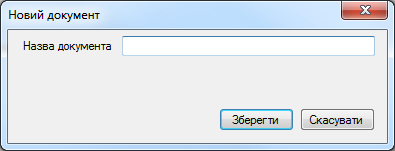 Новий документ
Назва документа
Зберегти Скасувати